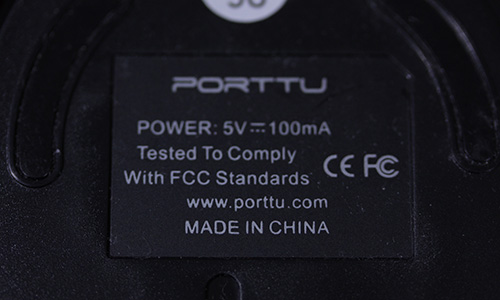 PORTTU
POWER: 5V⎓100mA
Tested To Comply
With FCC Standards
CE FC
www.porttu.com
MADE IN CHINA